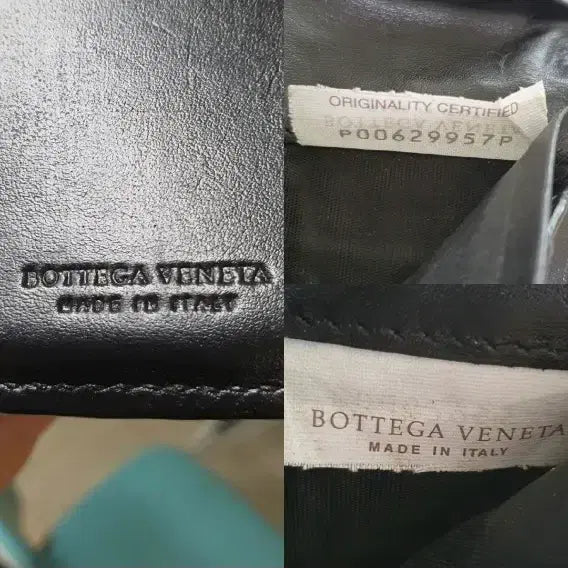 BOTTEGA VENETA
MADE IN ITALY
ORIGINALITY CERTIFIED
P00629957P
BOTTEGA VENETA
MADE IN ITALY